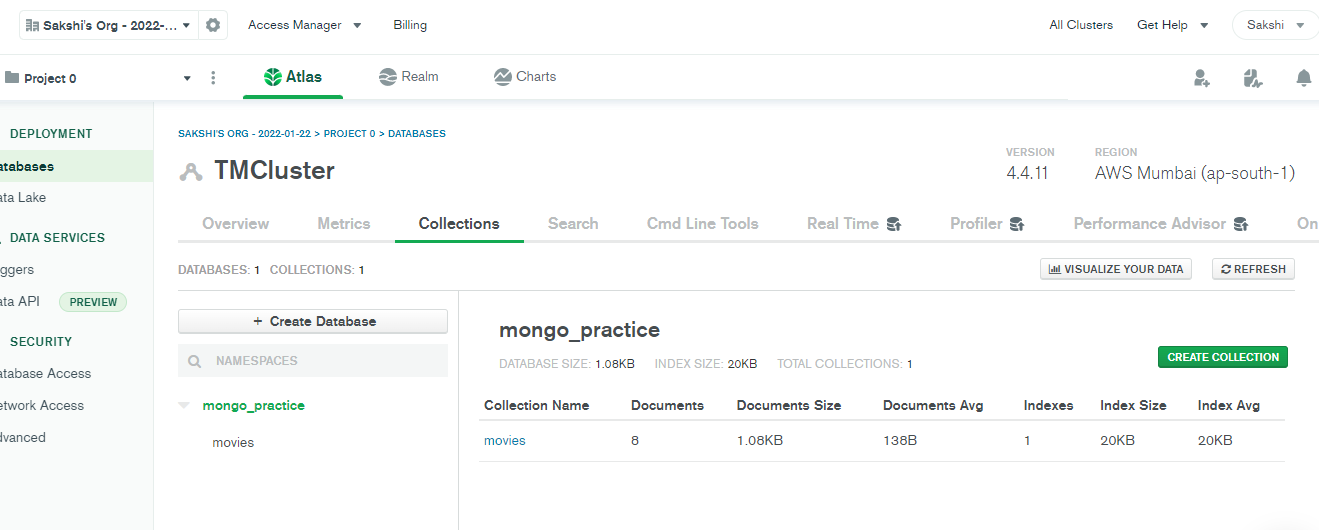 Sakshi's Org - 2022-... Access Manager Billing All Clusters Get Help Sakshi
Project 0 Atlas Realm Charts
DEPLOYMENT
atabases
ata Lake
DATA SERVICES
ggers
ata API PREVIEW
SECURITY
atabase Access
etwork Access
dvanced
SAKSHI'S ORG - 2022-01-22 > PROJECT 0 > DATABASES
TMCluster
VERSION
4.4.11
REGION
AWS Mumbai (ap-south-1)
Overview Metrics Collections Search Cmd Line Tools Real Time Profiler Performance Advisor On
DATABASES: 1 COLLECTIONS: 1 VISUALIZE YOUR DATA REFRESH
+ Create Database
NAMESPACES
mongo_practice
movies
mongo_practice
DATABASE SIZE: 1.08KB INDEX SIZE: 20KB TOTAL COLLECTIONS: 1
CREATE COLLECTION
Collection Name Documents Documents Size Documents Avg Indexes Index Size Index Avg
movies 8 1.08KB 138B 1 20KB 20KB